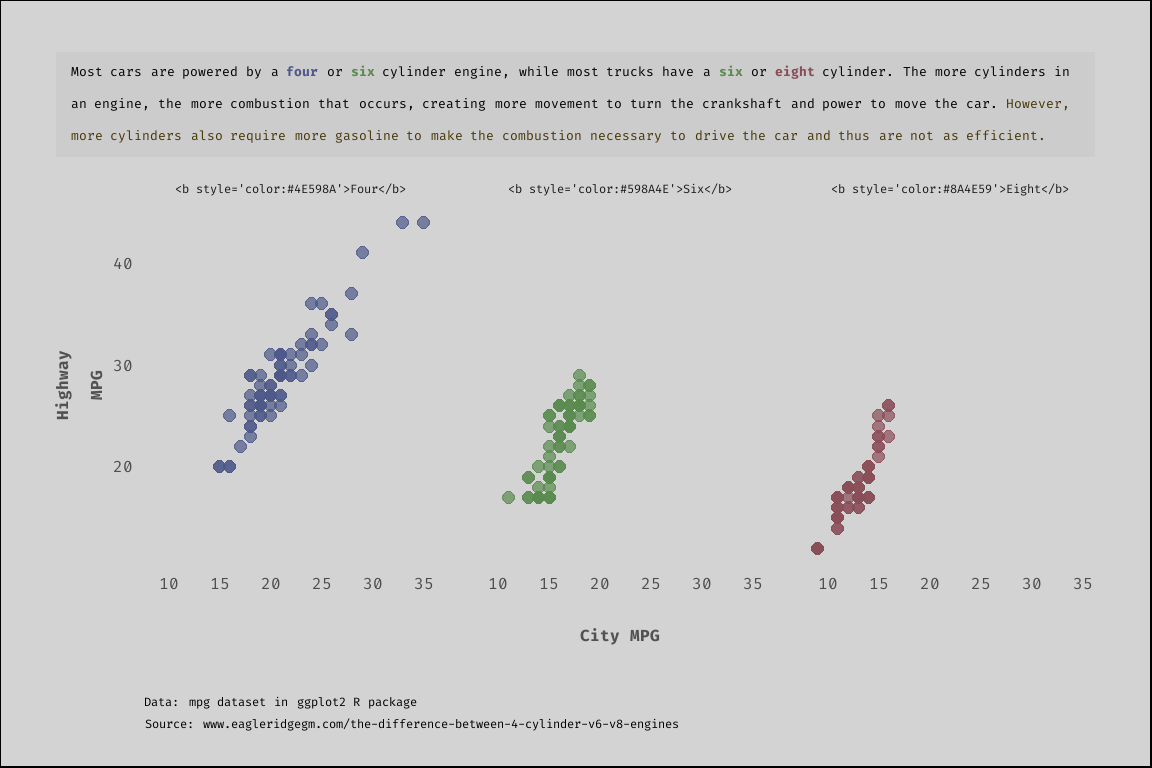 Most cars are powered by a four or six cylinder engine, while most trucks have a six or eight cylinder. The more cylinders in
an engine, the more combustion that occurs, creating more movement to turn the crankshaft and power to move the car. However,
more cylinders also require more gasoline to make the combustion necessary to drive the car and thus are not as efficient.
<b style='color:#4E598A'>Four</b>
<b style='color:#598A4E'>Six</b>
<b style='color:#8A4E59'>Eight</b>
Highway
MPG
40
30
20
10 15 20 25 30 35
10 15 20 25 30 35
10 15 20 25 30 35
City MPG
Data: mpg dataset in ggplot2 R package
Source: www.eagleridgegm.com/the-difference-between-4-cylinder-v6-v8-engines